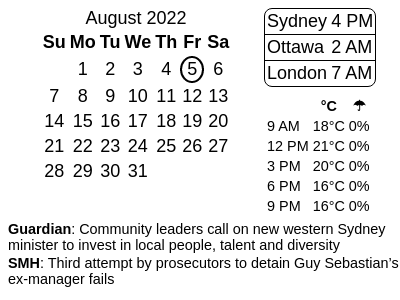 August 2022
Su Mo Tu We Th Fr Sa
1 2 3 4 5 6
7 8 9 10 11 12 13
14 15 16 17 18 19 20
21 22 23 24 25 26 27
28 29 30 31
Sydney 4 PM
Ottawa 2 AM
London 7 AM
°C ☂
9 AM 18°C 0%
12 PM 21°C 0%
3 PM 20°C 0%
6 PM 16°C 0%
9 PM 16°C 0%
Guardian: Community leaders call on new western Sydney
minister to invest in local people, talent and diversity
SMH: Third attempt by prosecutors to detain Guy Sebastian’s
ex-manager fails